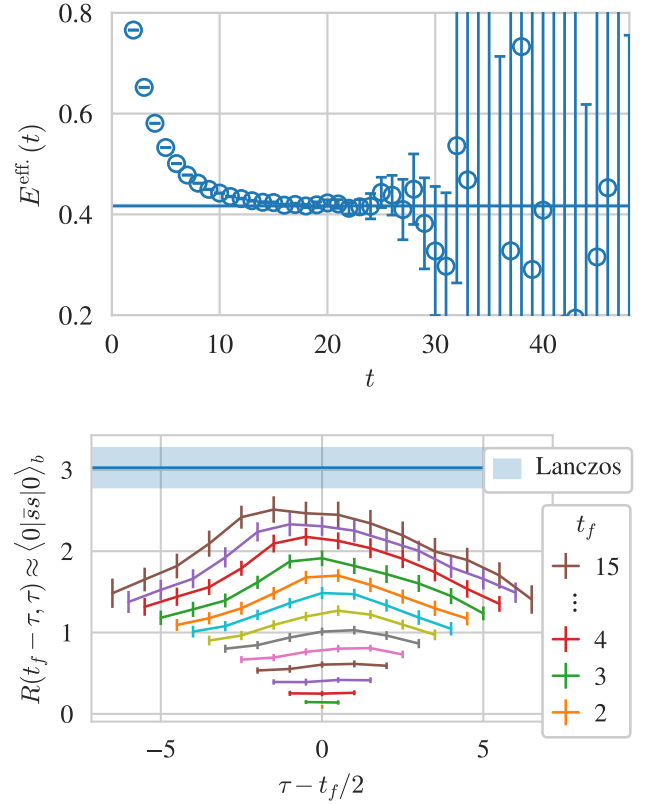 0.8
0.6
0.4
0.2
E^eff.(t)
0 10 20 30 40
t
3
2
1
0
R(t_f − τ, τ) ≈ ⟨0|s̄s|0⟩_b
Lanczos
t_f
15
⋮
4
3
2
−5 0 5
τ − t_f/2